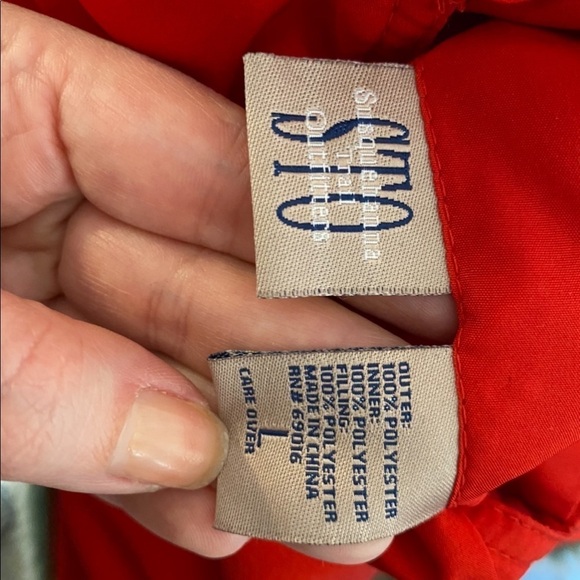 STO
Susquehanna
Trail
Outfitters
OUTER:
100% POLYESTER
INNER:
100% POLYESTER
FILLING:
100% POLYESTER
MADE IN CHINA
RN# 69016
L
CARE OVER